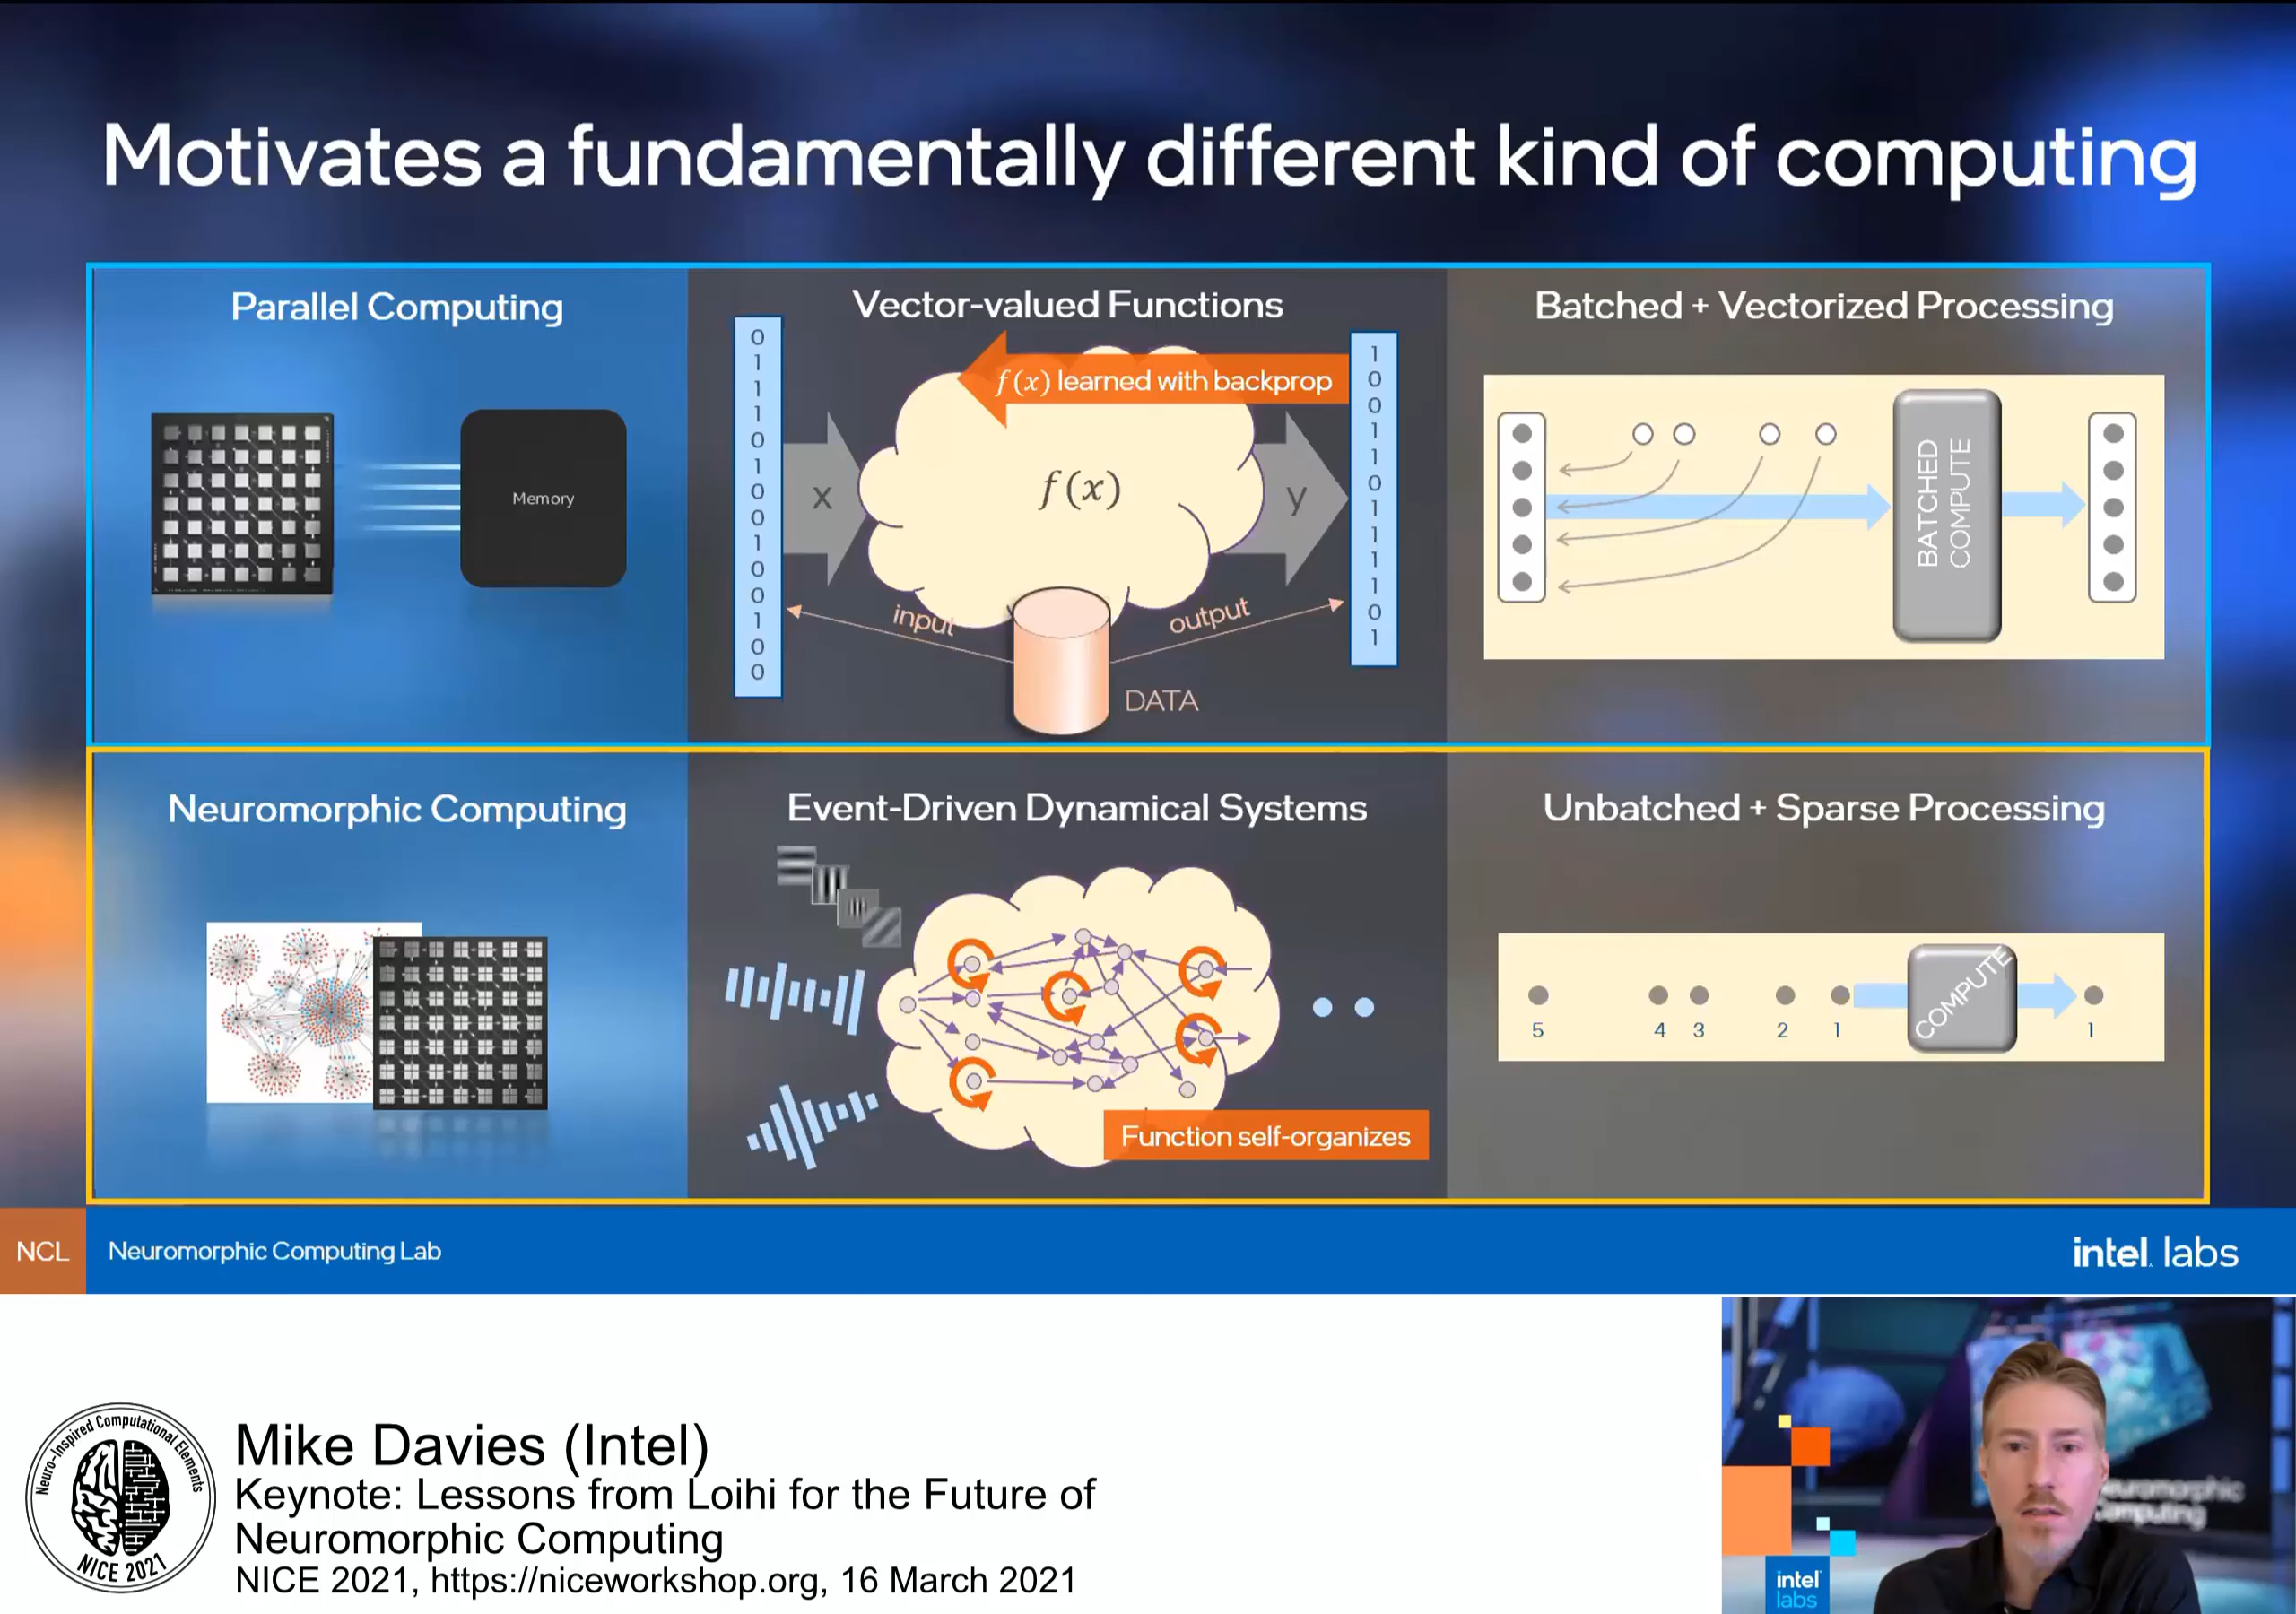 Motivates a fundamentally different kind of computing
Parallel Computing
Memory
Vector-valued Functions
0
1
1
1
0
1
0
0
1
0
0
1
0
0
x
f(x) learned with backprop
f(x)
y
input
output
DATA
1
0
0
1
1
0
1
1
1
1
0
1
Batched + Vectorized Processing
BATCHED
COMPUTE
Neuromorphic Computing
Event-Driven Dynamical Systems
Function self-organizes
Unbatched + Sparse Processing
5 4 3 2 1 COMPUTE 1
NCL Neuromorphic Computing Lab
intel labs
Neuro-Inspired Computational Elements
NICE 2021
Mike Davies (Intel)
Keynote: Lessons from Loihi for the Future of
Neuromorphic Computing
NICE 2021, https://niceworkshop.org, 16 March 2021
Computing
intel
labs